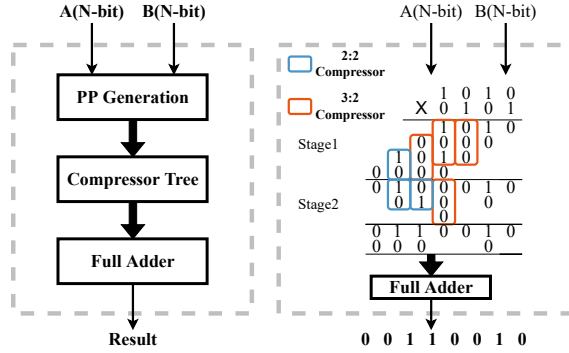 A(N-bit) B(N-bit)
PP Generation
Compressor Tree
Full Adder
Result
A(N-bit) B(N-bit)
2:2
Compressor
3:2
Compressor
1 0 1 0
X 0 1 0 1
1 0 1 0
Stage1 0 0 0 0
1 0 1 0
0 0 0 0
0 1 0 0 0 1 0
Stage2 0 1 0 0
0
0 1 1 0 0 1 0
0 0 0 0
Full Adder
0 0 1 1 0 0 1 0